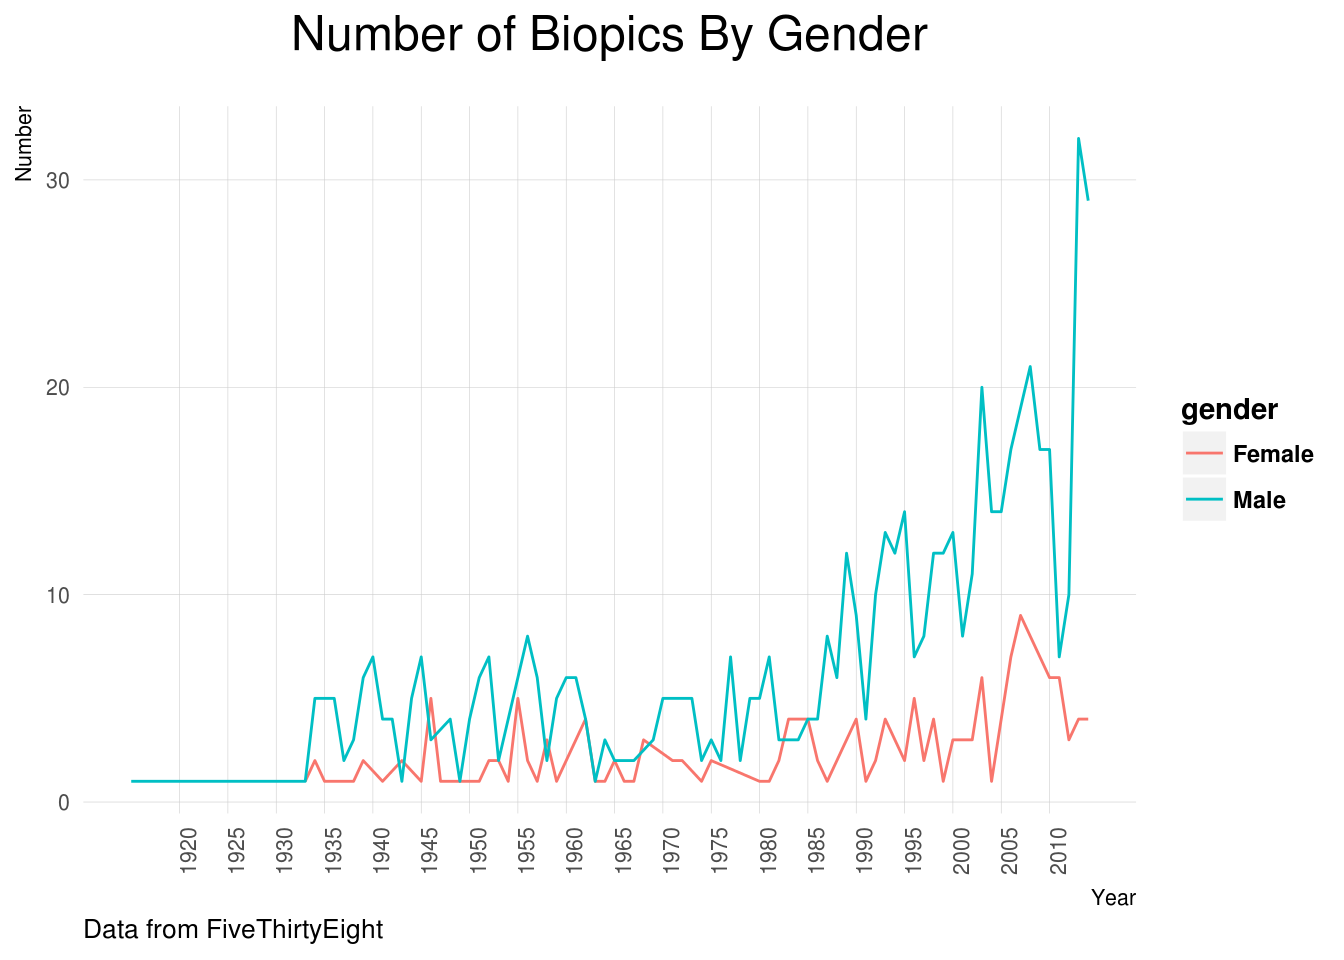 Number of Biopics By Gender
Number
30
20
10
0
1920 1925 1930 1935 1940 1945 1950 1955 1960 1965 1970 1975 1980 1985 1990 1995 2000 2005 2010
Year
gender
Female
Male
Data from FiveThirtyEight